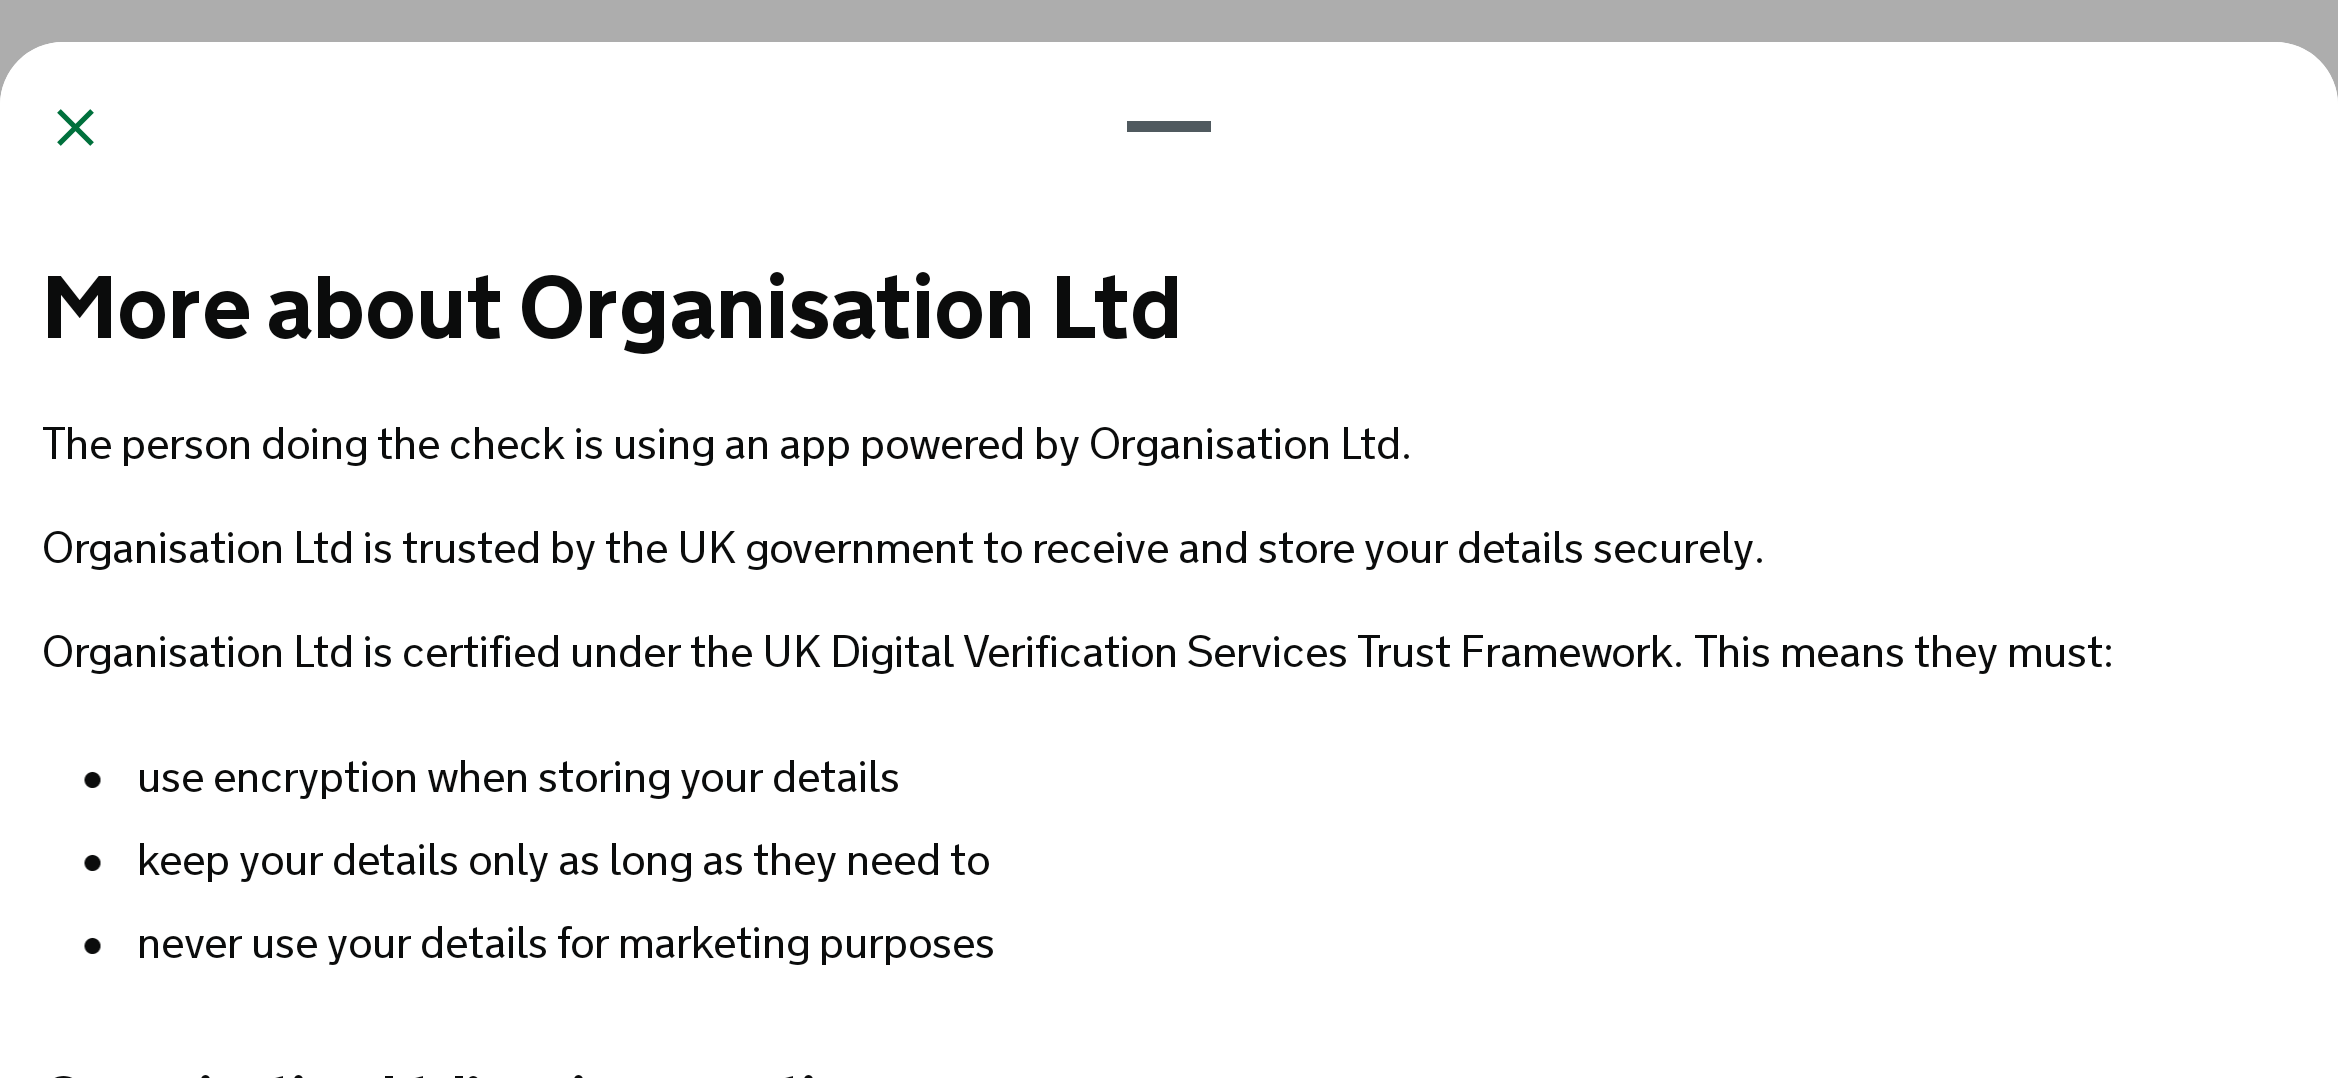 More about Organisation Ltd
The person doing the check is using an app powered by Organisation Ltd.
Organisation Ltd is trusted by the UK government to receive and store your details securely.
Organisation Ltd is certified under the UK Digital Verification Services Trust Framework. This means they must:
• use encryption when storing your details
• keep your details only as long as they need to
• never use your details for marketing purposes